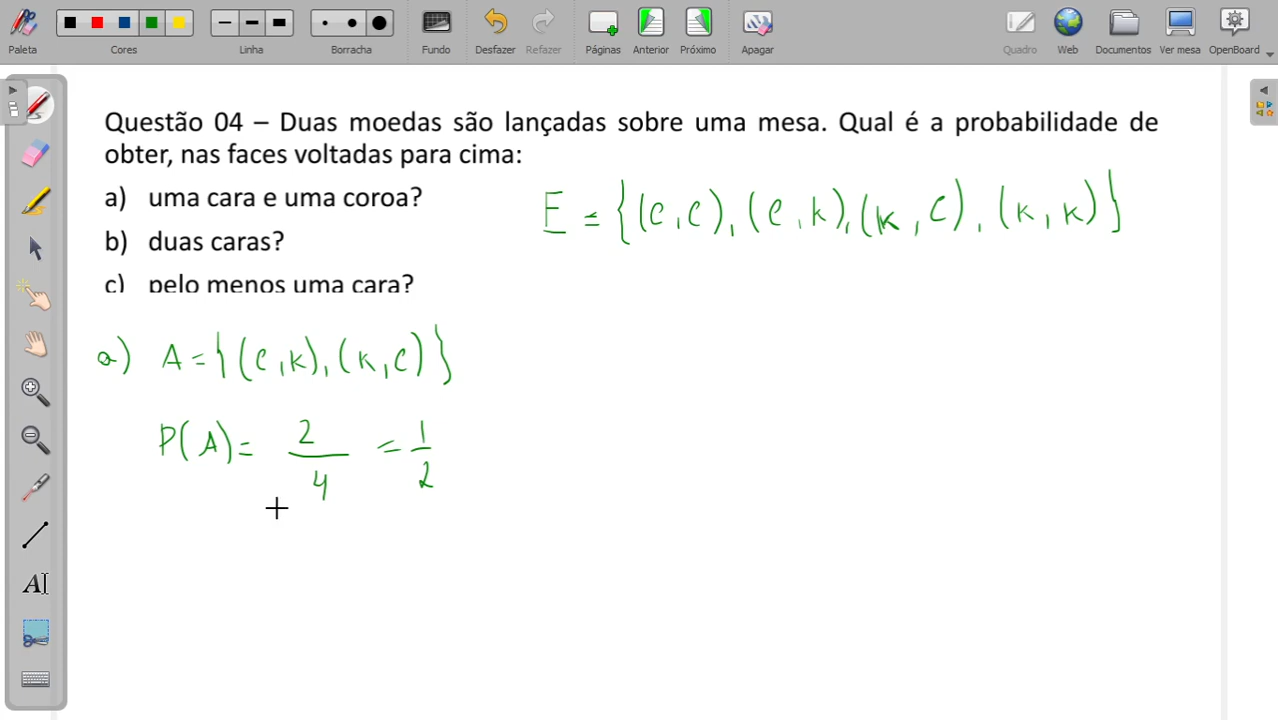 Paleta Cores Linha Borracha Fundo Desfazer Refazer Páginas Anterior Próximo Apagar Quadro Web Documentos Ver mesa OpenBoard
Questão 04 – Duas moedas são lançadas sobre uma mesa. Qual é a probabilidade de
obter, nas faces voltadas para cima:
a) uma cara e uma coroa?
E = {(C, C), (C, K), (K, C), (K, K)}
b) duas caras?
c) pelo menos uma cara?
a) A = {(C, K), (K, C)}
P(A) = 2/4 = 1/2